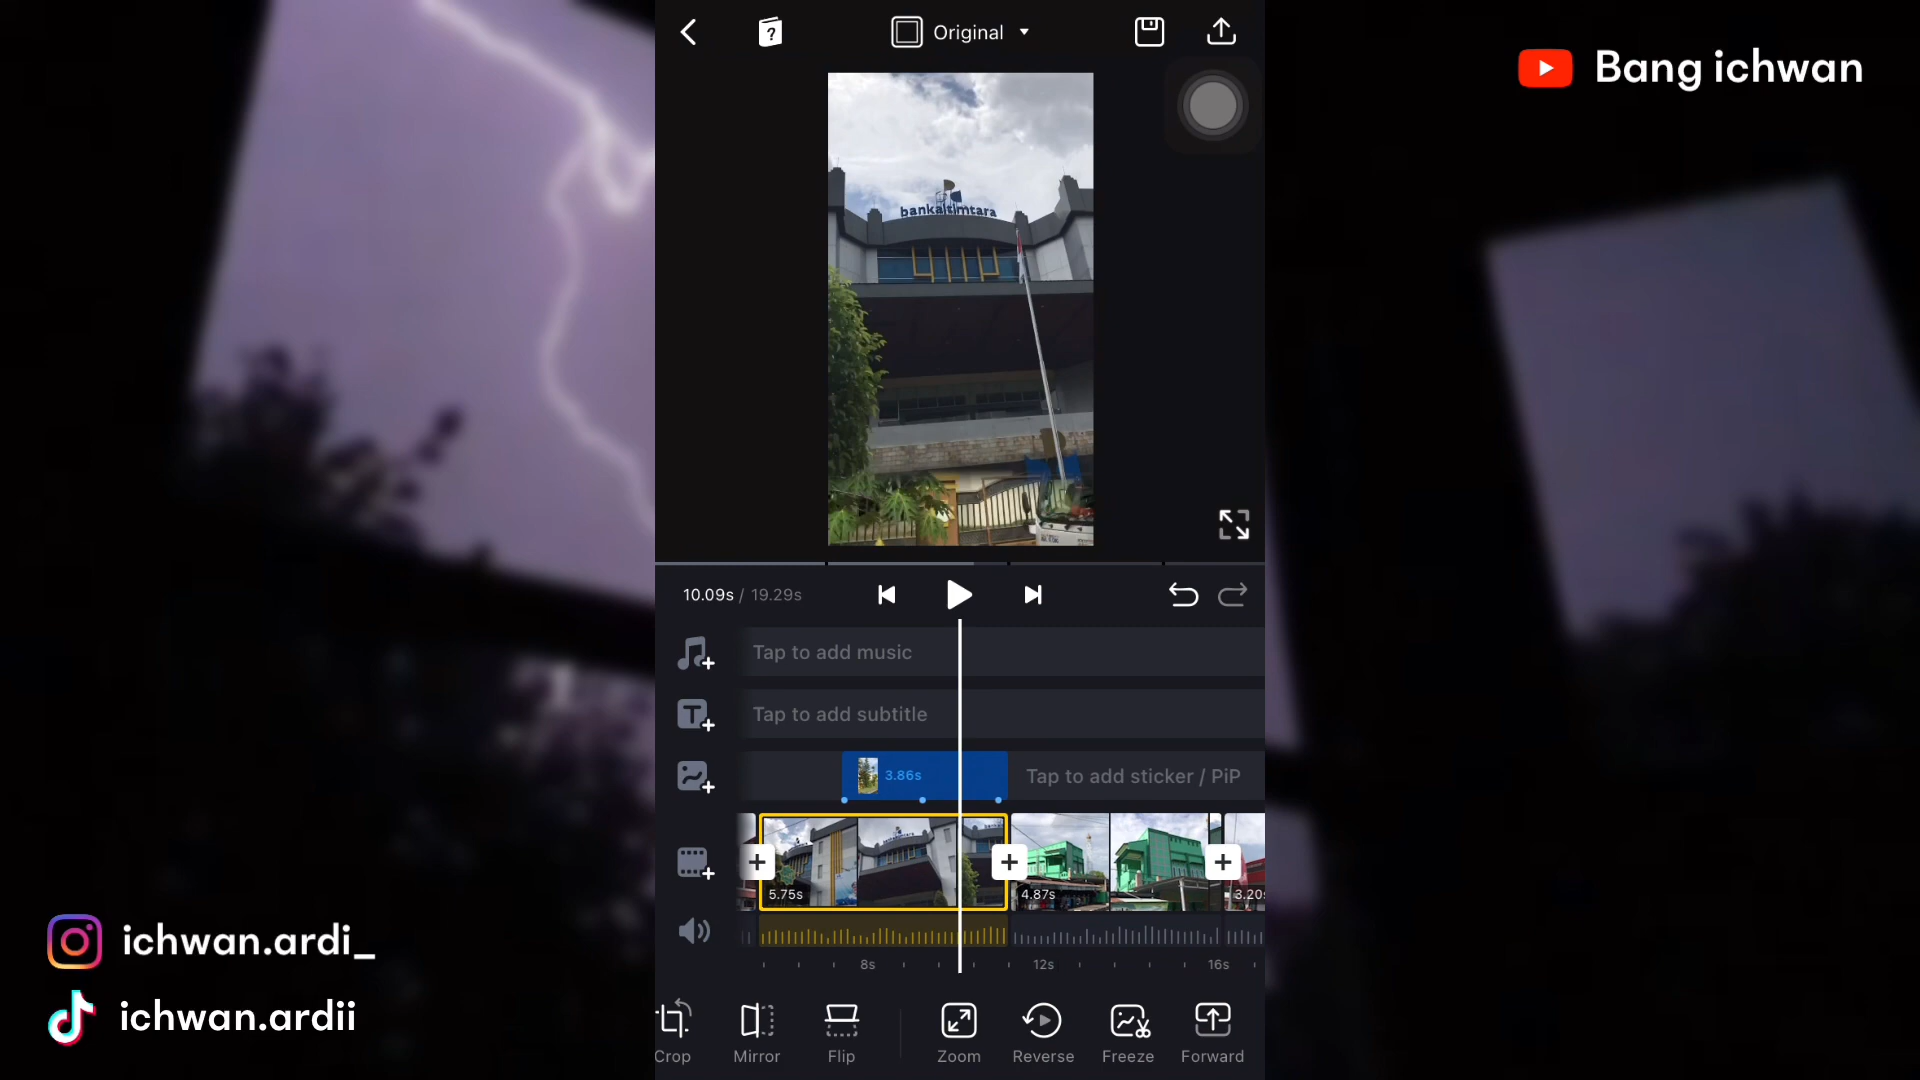 Original
Bang ichwan
bankaltimtara
10.09s / 19.29s
Tap to add music
Tap to add subtitle
3.86s
Tap to add sticker / PiP
5.75s
4.87s
3.20s
8s
12s
16s
ichwan.ardi_
ichwan.ardii
Crop
Mirror
Flip
Zoom
Reverse
Freeze
Forward